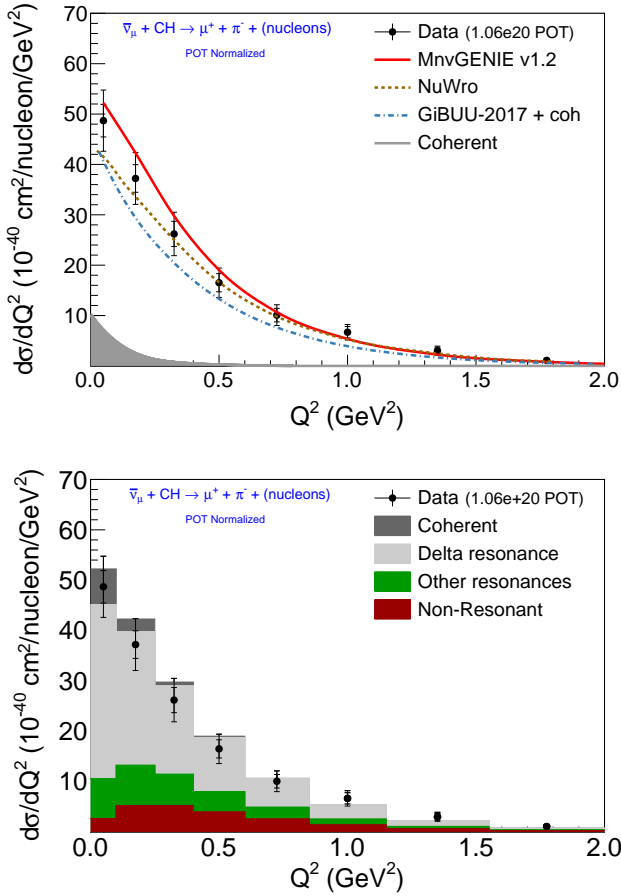 ν̄μ + CH → μ⁺ + π⁻ + (nucleons)
POT Normalized
Data (1.06e20 POT)
MnvGENIE v1.2
NuWro
GiBUU-2017 + coh
Coherent
dσ/dQ² (10⁻⁴⁰ cm²/nucleon/GeV²)
70
60
50
40
30
20
10
0.0 0.5 1.0 1.5 2.0
Q² (GeV²)
ν̄μ + CH → μ⁺ + π⁻ + (nucleons)
POT Normalized
Data (1.06e+20 POT)
Coherent
Delta resonance
Other resonances
Non-Resonant
dσ/dQ² (10⁻⁴⁰ cm²/nucleon/GeV²)
70
60
50
40
30
20
10
0.0 0.5 1.0 1.5 2.0
Q² (GeV²)